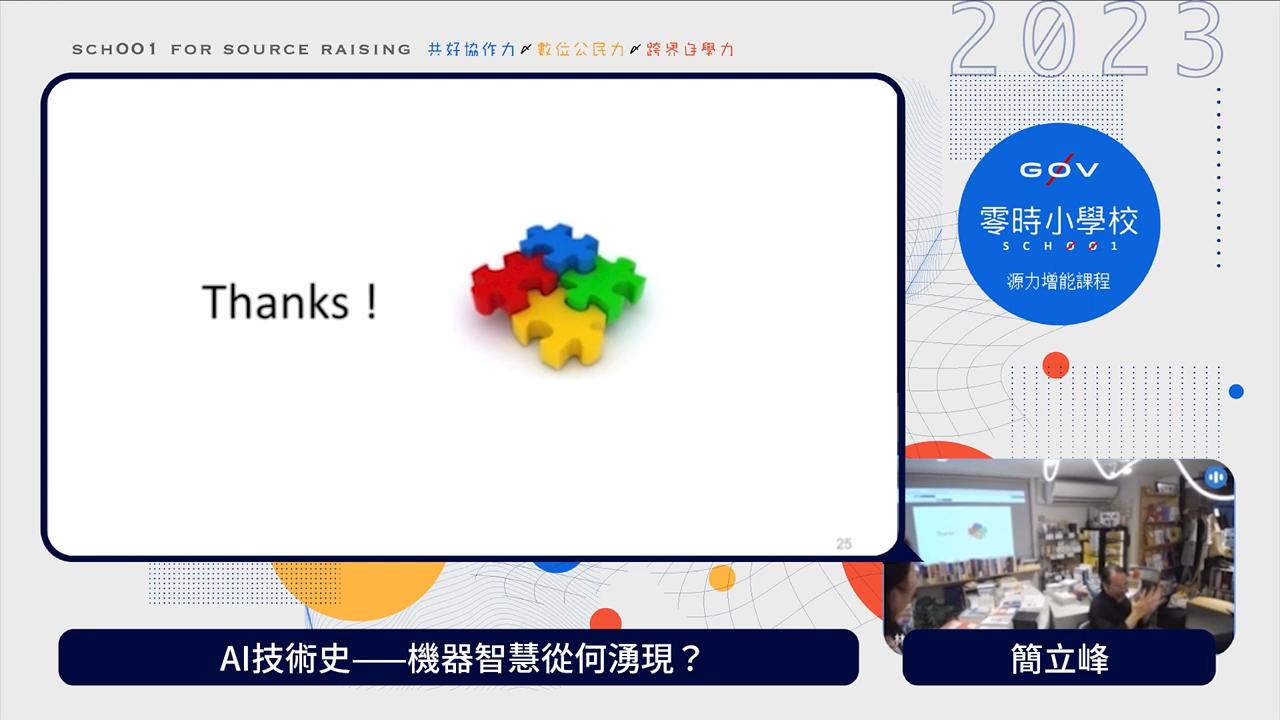 SCH001 FOR SOURCE RAISING 共好協作力 數位公民力 跨界自學力
2023
G0V
零時小學校
SCH001
源力增能課程
Thanks！
25
AI技術史——機器智慧從何湧現？
簡立峰